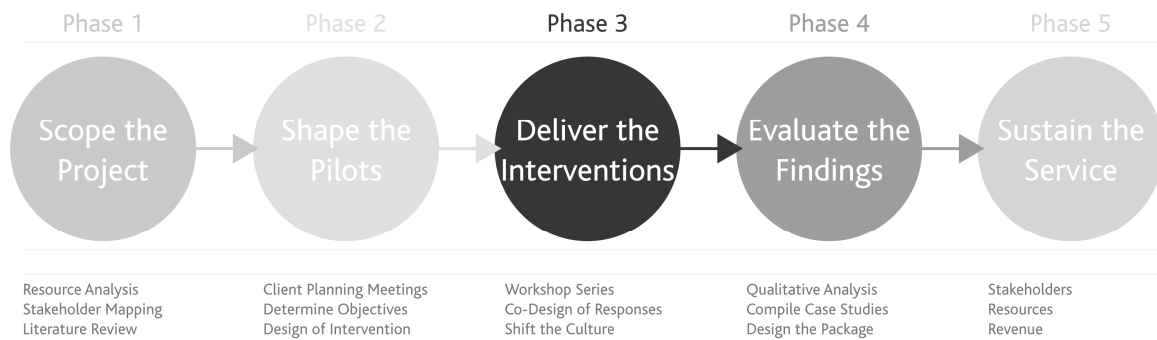 Phase 1
Phase 2
Phase 3
Phase 4
Phase 5
Scope the
Project
Shape the
Pilots
Deliver the
Interventions
Evaluate the
Findings
Sustain the
Service
Resource Analysis
Stakeholder Mapping
Literature Review
Client Planning Meetings
Determine Objectives
Design of Intervention
Workshop Series
Co-Design of Responses
Shift the Culture
Qualitative Analysis
Compile Case Studies
Design the Package
Stakeholders
Resources
Revenue